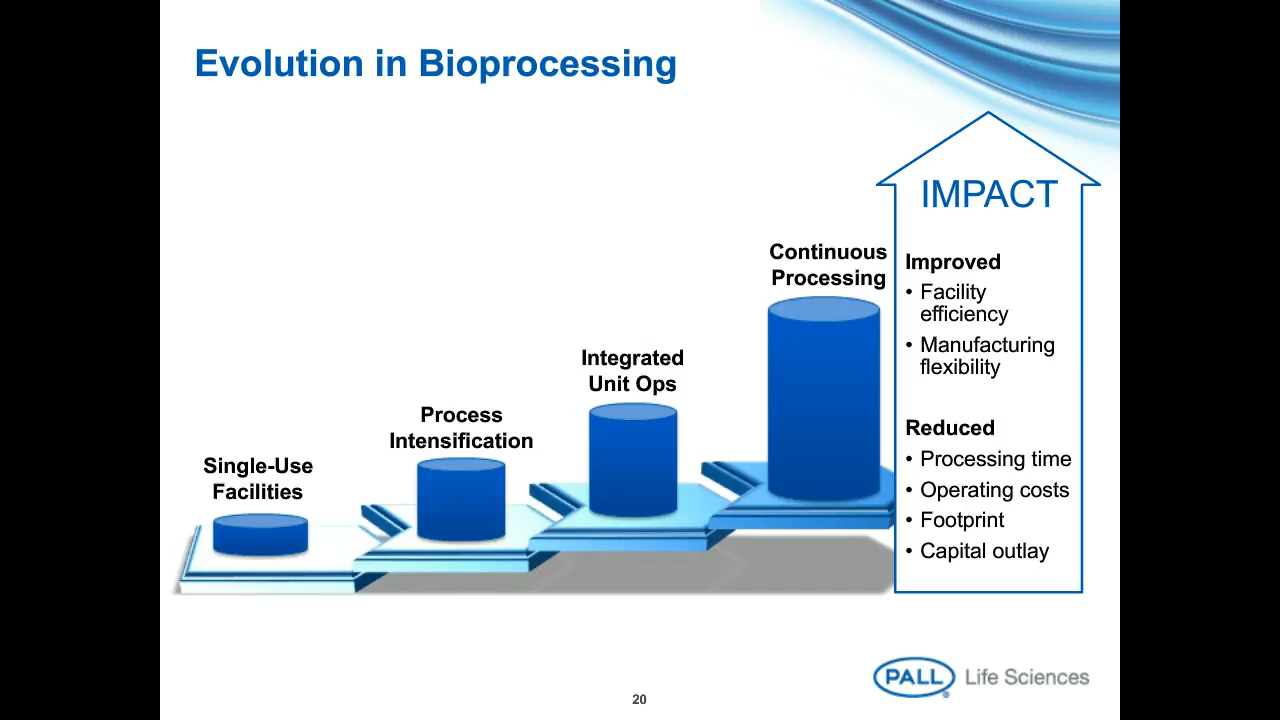 Evolution in Bioprocessing
IMPACT
Continuous
Processing
Improved
• Facility
efficiency
• Manufacturing
flexibility
Integrated
Unit Ops
Process
Intensification
Reduced
Single-Use
Facilities
• Processing time
• Operating costs
• Footprint
• Capital outlay
PALL
® Life Sciences
20